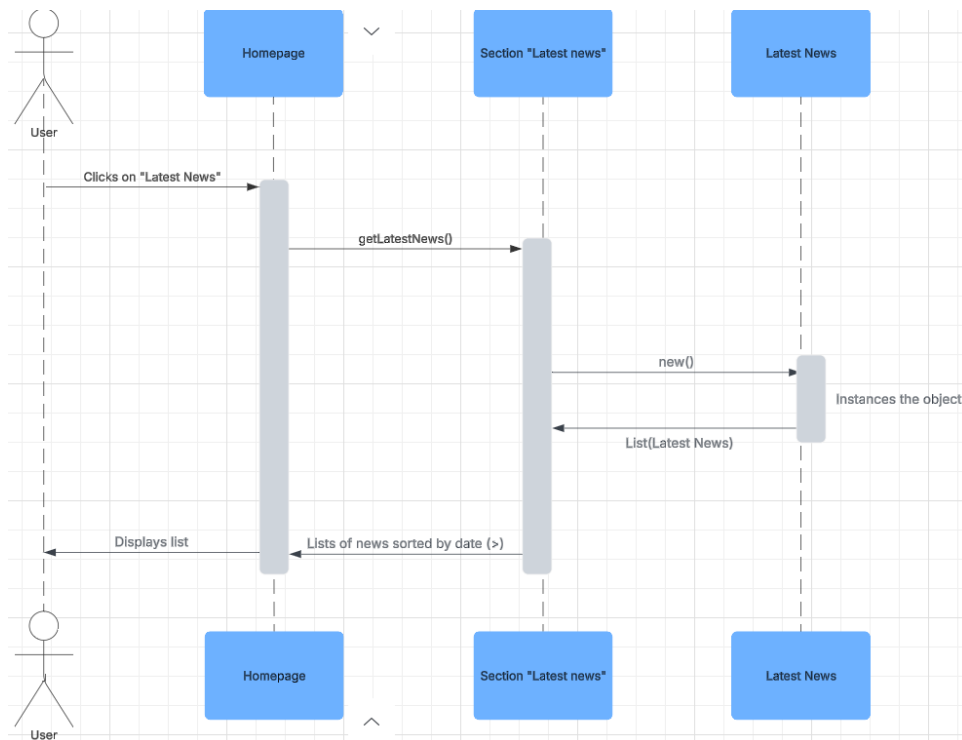 Homepage
Section "Latest news"
Latest News
User
Clicks on "Latest News"
getLatestNews()
new()
Instances the object
List(Latest News)
Displays list
Lists of news sorted by date (>)
Homepage
Section "Latest news"
Latest News
User